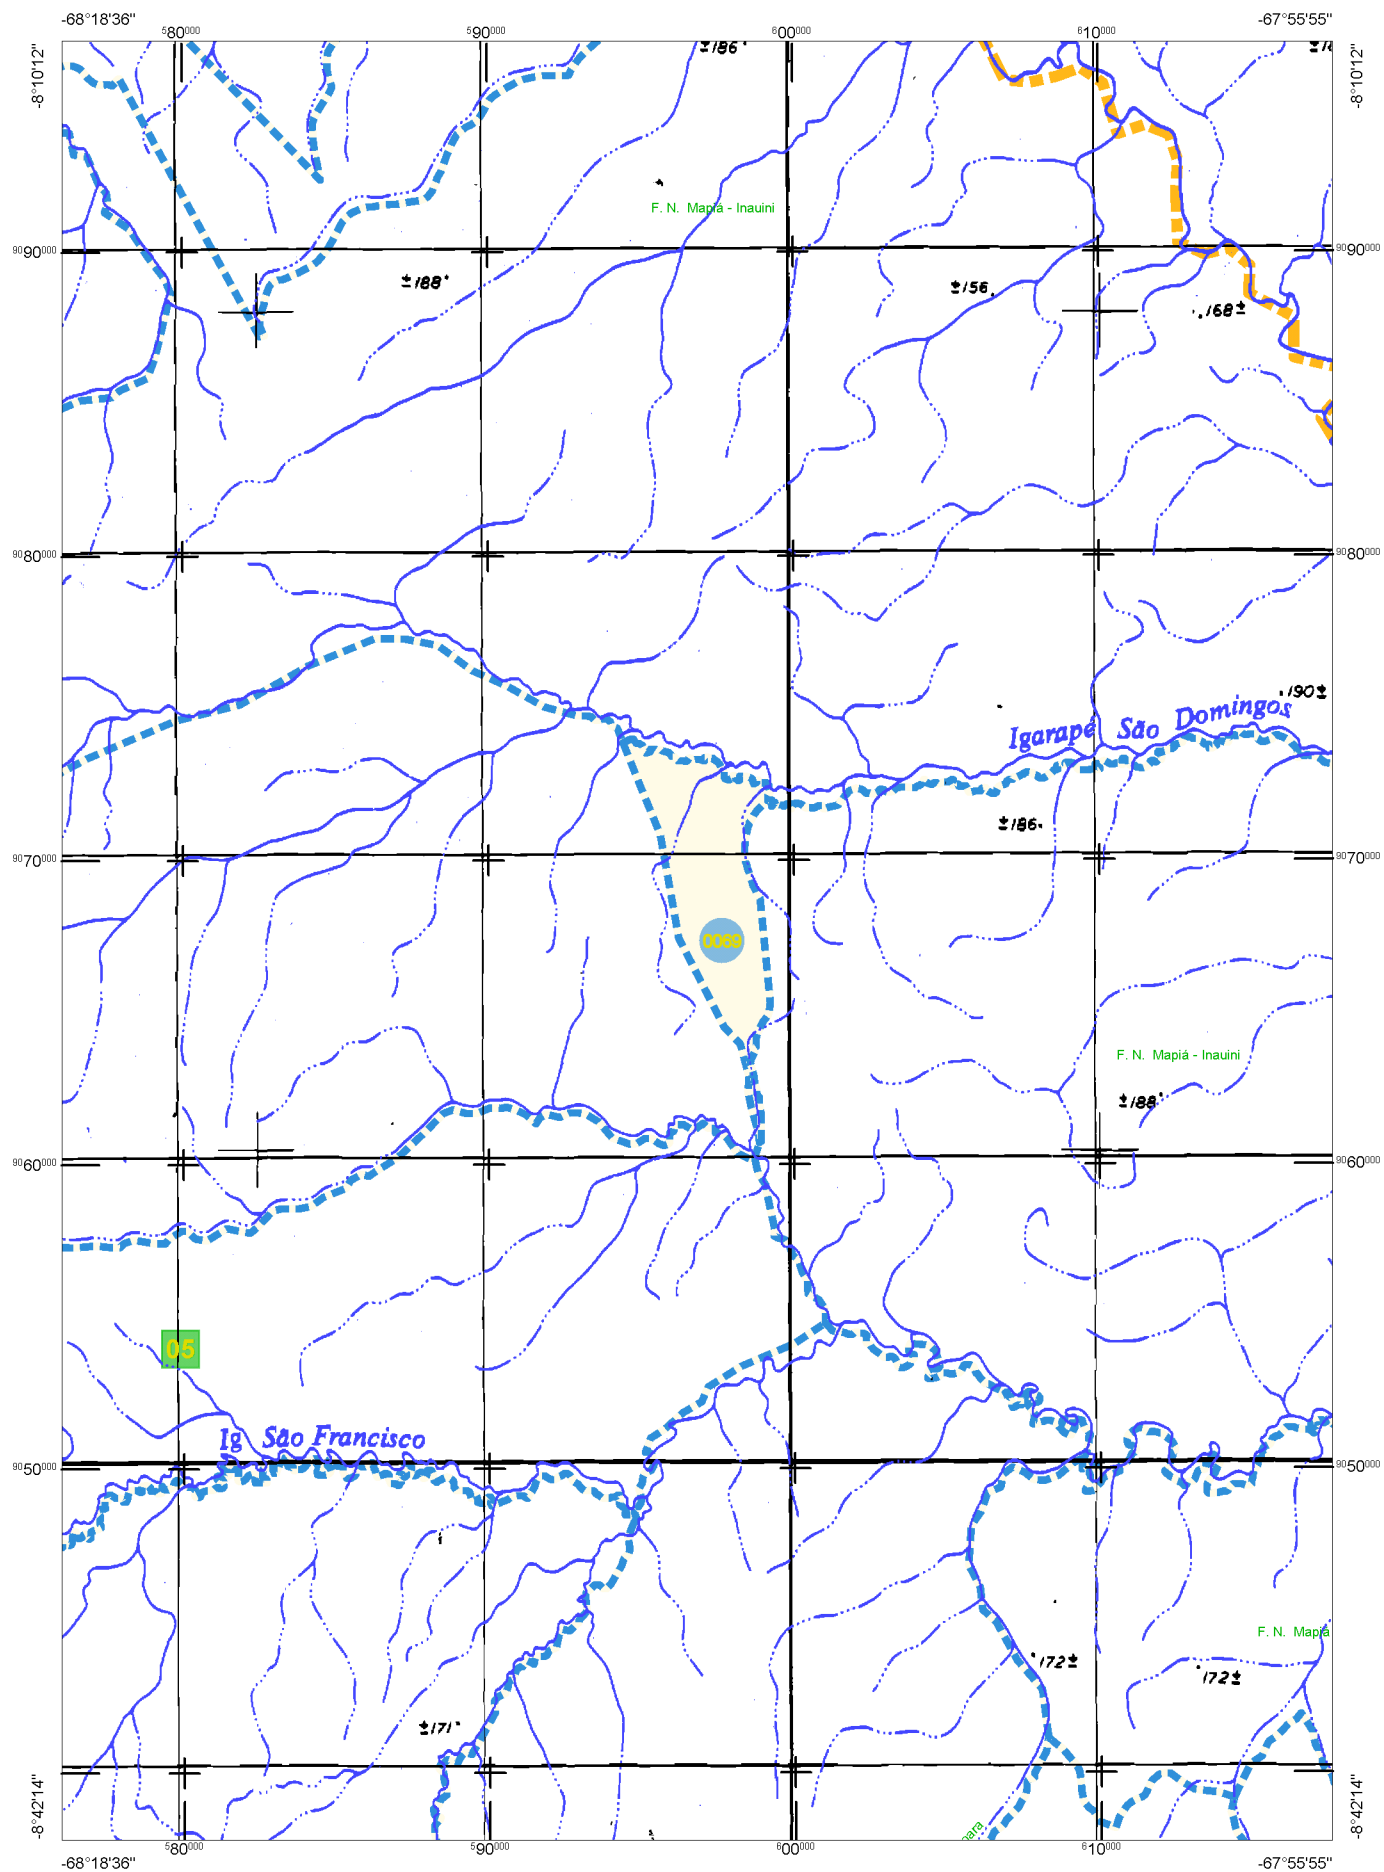 -68°18'36" -67°55'55"
580000 590000 600000 610000
-8°10'12" -8°10'12"
±186
F. N. Mapiá - Inauini
9090000 9090000
±188 ±156 168±
9080000 9080000
190±
Igarapé São Domingos
±186
9070000 9070000
0069
F. N. Mapiá - Inauini
±188
9060000 9060000
05
Ig São Francisco
9050000 9050000
F. N. Mapiá
172± 172±
±171
-8°42'14" -8°42'14"
580000 590000 600000 610000
-68°18'36" -67°55'55"